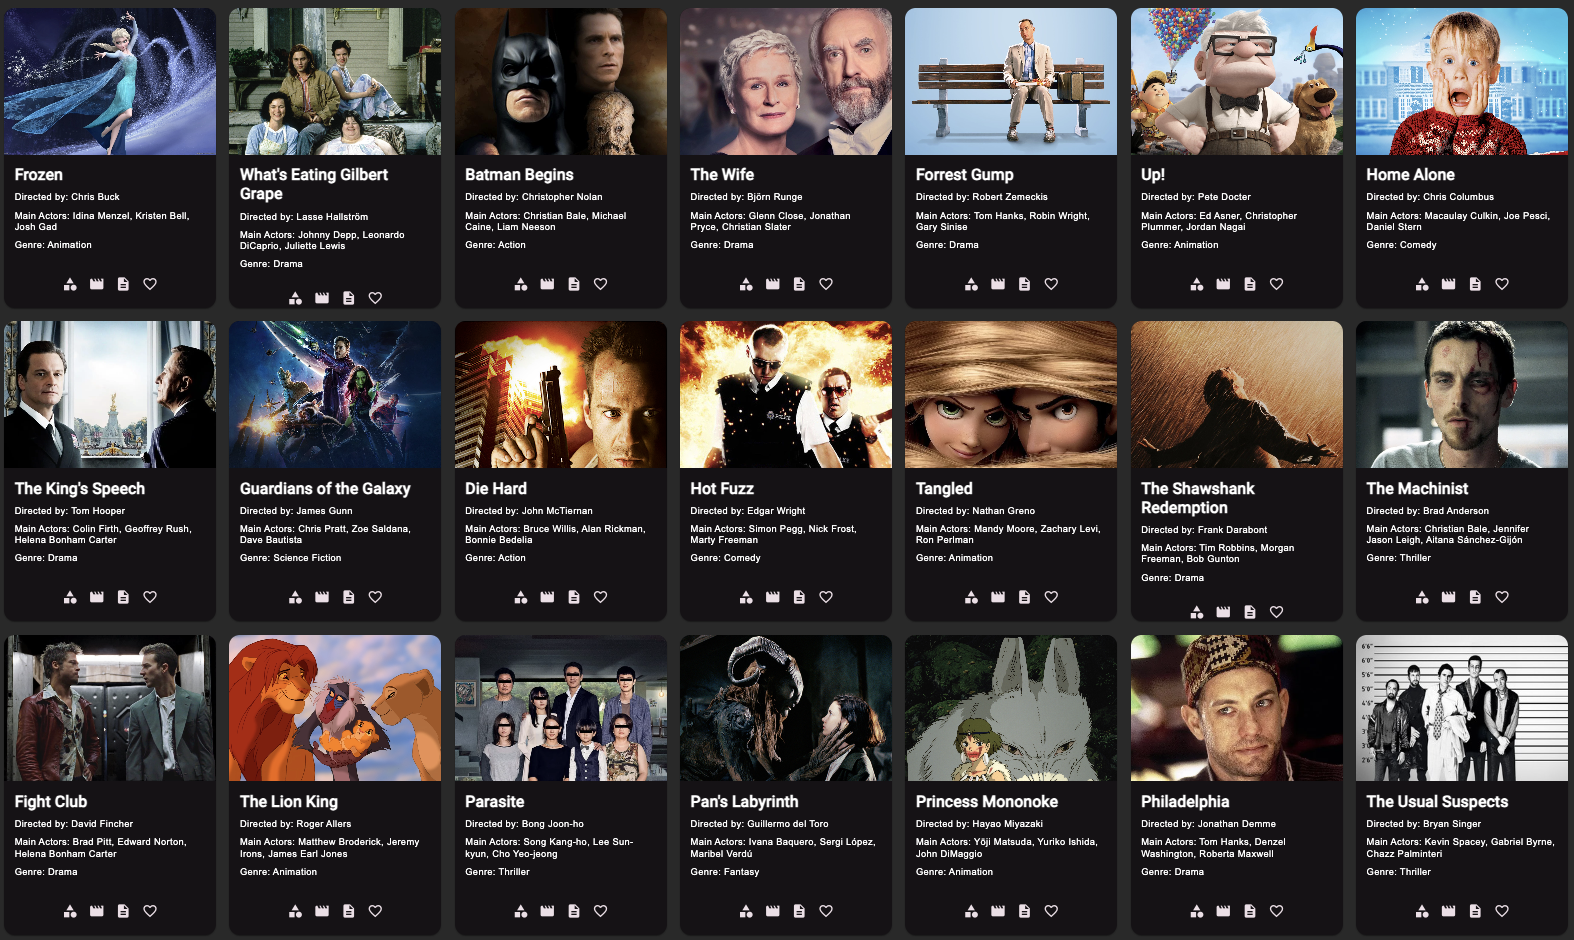 Frozen
Directed by: Chris Buck
Main Actors: Idina Menzel, Kristen Bell,
Josh Gad
Genre: Animation
What's Eating Gilbert
Grape
Directed by: Lasse Hallström
Main Actors: Johnny Depp, Leonardo
DiCaprio, Juliette Lewis
Genre: Drama
Batman Begins
Directed by: Christopher Nolan
Main Actors: Christian Bale, Michael
Caine, Liam Neeson
Genre: Action
The Wife
Directed by: Björn Runge
Main Actors: Glenn Close, Jonathan
Pryce, Christian Slater
Genre: Drama
Forrest Gump
Directed by: Robert Zemeckis
Main Actors: Tom Hanks, Robin Wright,
Gary Sinise
Genre: Drama
Up!
Directed by: Pete Docter
Main Actors: Ed Asner, Christopher
Plummer, Jordan Nagai
Genre: Animation
Home Alone
Directed by: Chris Columbus
Main Actors: Macaulay Culkin, Joe Pesci,
Daniel Stern
Genre: Comedy
The King's Speech
Directed by: Tom Hooper
Main Actors: Colin Firth, Geoffrey Rush,
Helena Bonham Carter
Genre: Drama
Guardians of the Galaxy
Directed by: James Gunn
Main Actors: Chris Pratt, Zoe Saldana,
Dave Bautista
Genre: Science Fiction
Die Hard
Directed by: John McTiernan
Main Actors: Bruce Willis, Alan Rickman,
Bonnie Bedelia
Genre: Action
Hot Fuzz
Directed by: Edgar Wright
Main Actors: Simon Pegg, Nick Frost,
Marty Freeman
Genre: Comedy
Tangled
Directed by: Nathan Greno
Main Actors: Mandy Moore, Zachary Levi,
Ron Perlman
Genre: Animation
The Shawshank
Redemption
Directed by: Frank Darabont
Main Actors: Tim Robbins, Morgan
Freeman, Bob Gunton
Genre: Drama
The Machinist
Directed by: Brad Anderson
Main Actors: Christian Bale, Jennifer
Jason Leigh, Aitana Sánchez-Gijón
Genre: Thriller
Fight Club
Directed by: David Fincher
Main Actors: Brad Pitt, Edward Norton,
Helena Bonham Carter
Genre: Drama
The Lion King
Directed by: Roger Allers
Main Actors: Matthew Broderick, Jeremy
Irons, James Earl Jones
Genre: Animation
Parasite
Directed by: Bong Joon-ho
Main Actors: Song Kang-ho, Lee Sun-
kyun, Cho Yeo-jeong
Genre: Thriller
Pan's Labyrinth
Directed by: Guillermo del Toro
Main Actors: Ivana Baquero, Sergi López,
Maribel Verdú
Genre: Fantasy
Princess Mononoke
Directed by: Hayao Miyazaki
Main Actors: Yōji Matsuda, Yuriko Ishida,
John DiMaggio
Genre: Animation
Philadelphia
Directed by: Jonathan Demme
Main Actors: Tom Hanks, Denzel
Washington, Roberta Maxwell
Genre: Drama
6'6"
6'0"
5'6"
5'0"
4'6"
4'0"
2'6"
The Usual Suspects
Directed by: Bryan Singer
Main Actors: Kevin Spacey, Gabriel Byrne,
Chazz Palminteri
Genre: Thriller